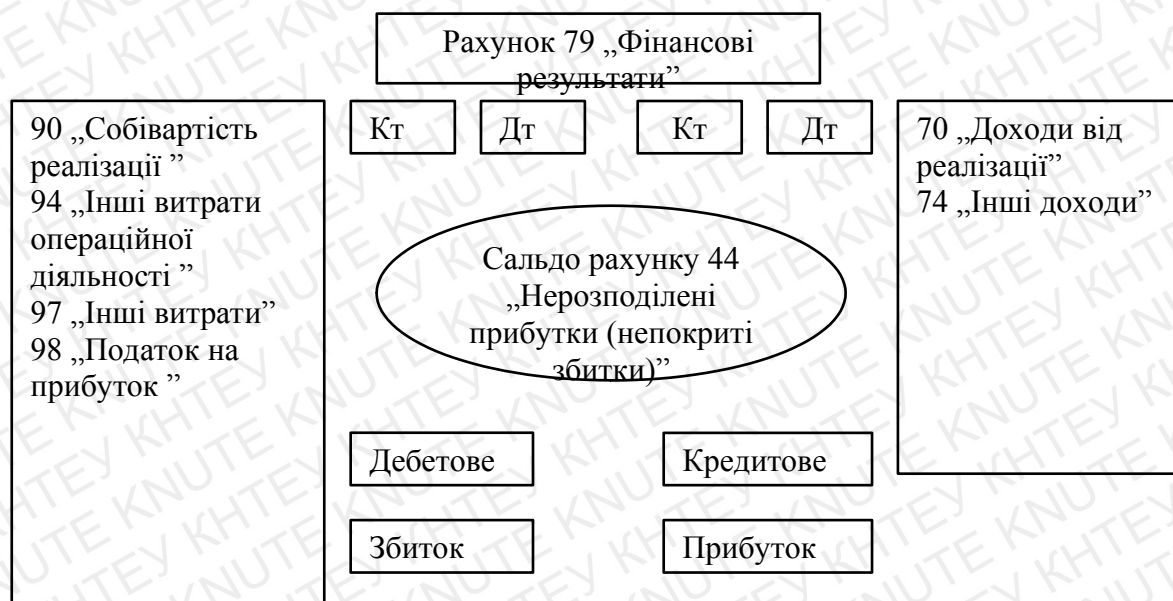 Рахунок 79 „Фінансові
результати”
90 „Собівартість
реалізації ”
94 „Інші витрати
операційної
діяльності ”
97 „Інші витрати”
98 „Податок на
прибуток ”
Кт
Дт
Кт
Дт
70 „Доходи від
реалізації”
74 „Інші доходи”
Сальдо рахунку 44
„Нерозподілені
прибутки (непокриті
збитки)”
Дебетове
Кредитове
Збиток
Прибуток